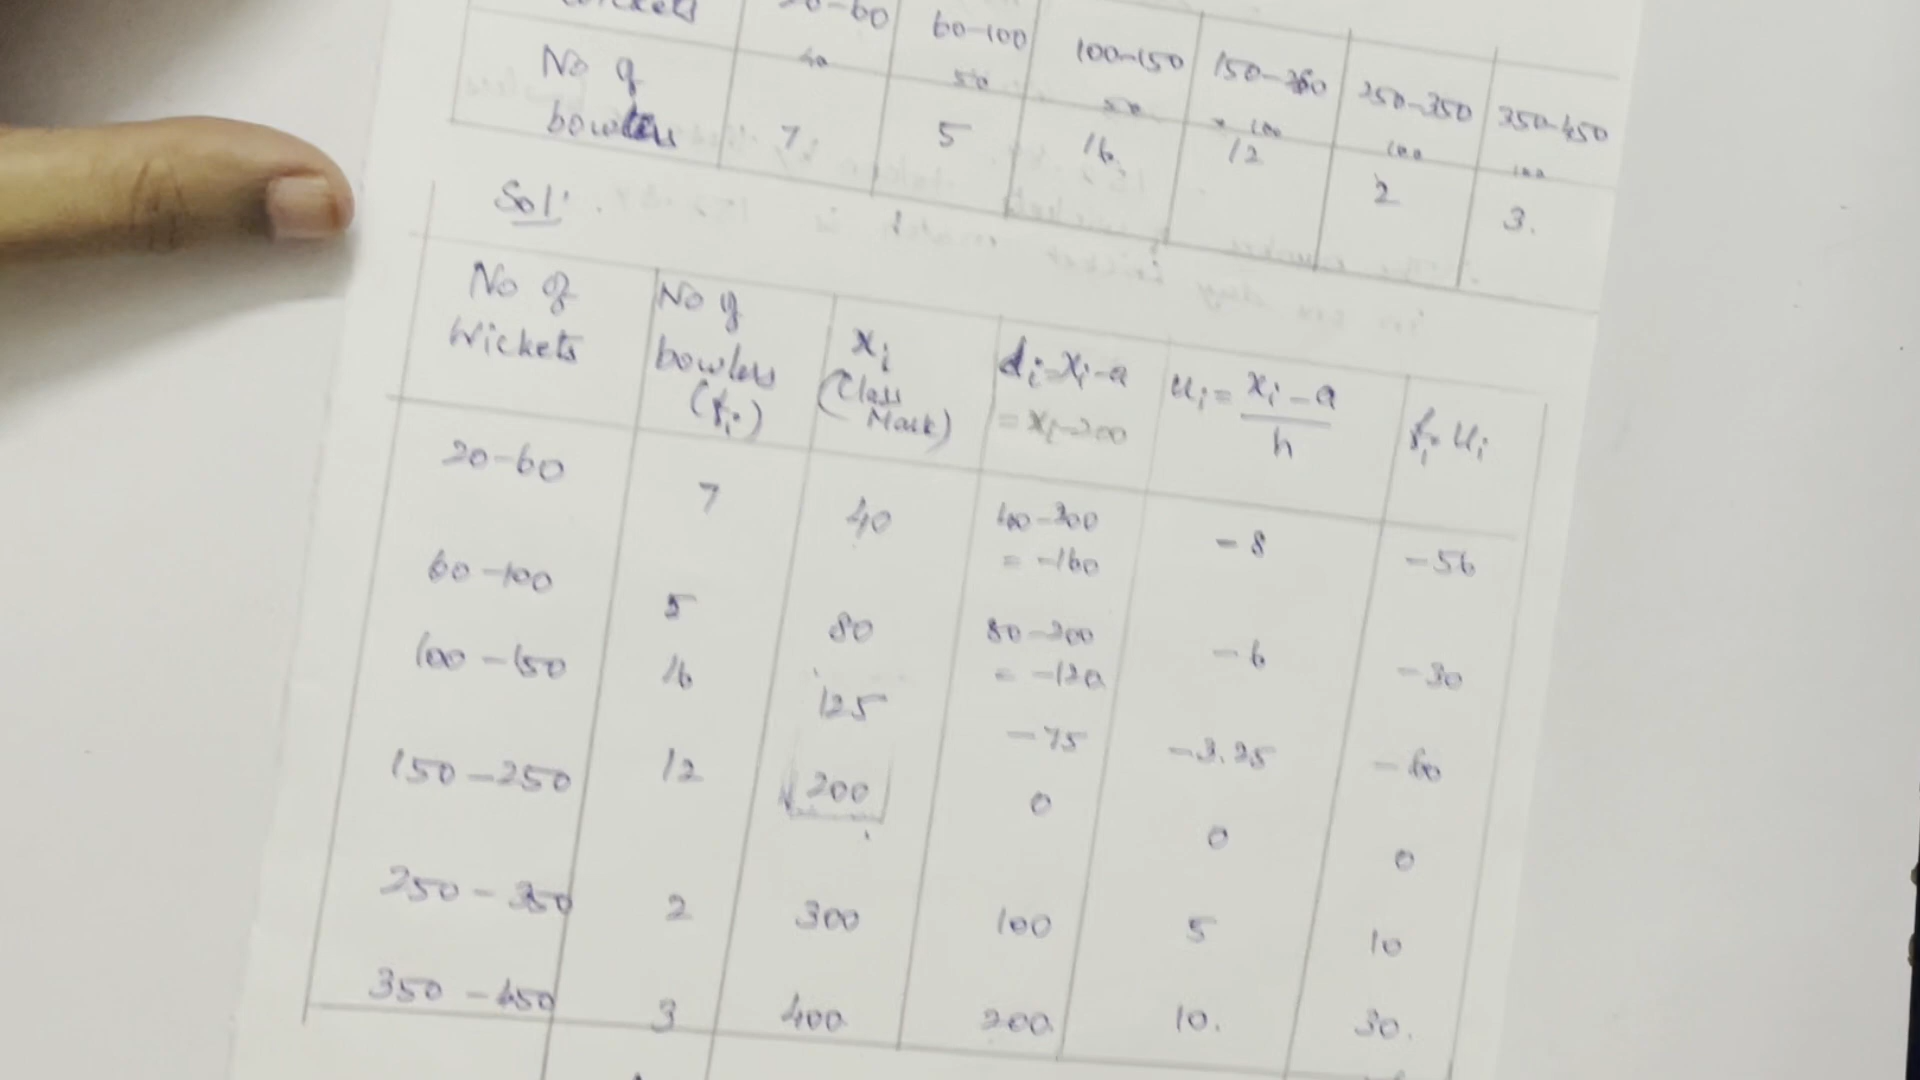 wickets 20-60 60-100 100-150 150-250 250-350 350-450
40 50 50 100 100 100
No of
bowlers 7 5 16 12 2 3.
Sol:
No of
Wickets
No of
bowlers
(fi)
xi
(Class
Mark)
di=xi-a
=xi-200
ui=xi-a/h
fi ui
20-60 7 40 40-200 -8 -56
= -160
60-100 5 80 80-200 -6 -30
= -120
100-150 16 125 -75 -3.25 -60
150-250 12 200 0 0 0
250-350 2 300 100 5 10
350-450 3 400 200 10. 30.